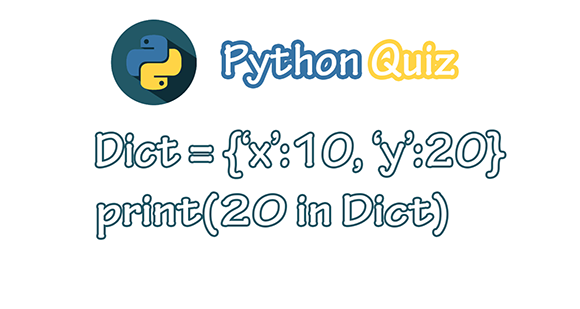 Python Quiz
Dict = {‘x’:10, ‘y’:20}
print(20 in Dict)